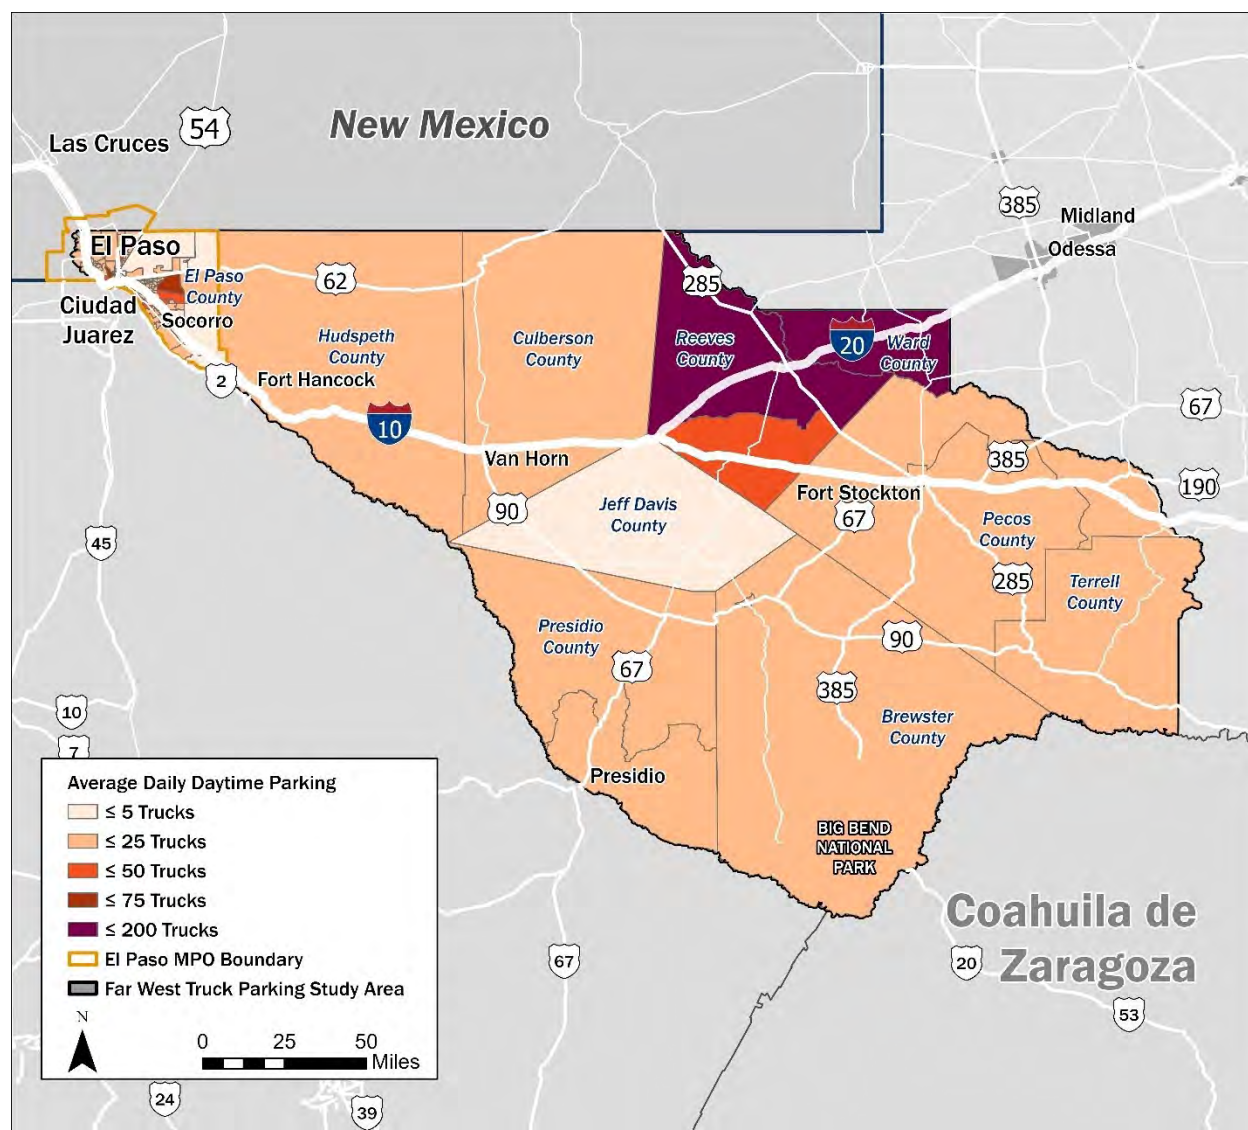 54
New Mexico
Las Cruces
385
Midland
Odessa
El Paso
El Paso
County
62
285
Ciudad
Juarez
Socorro
Hudspeth
County
Culberson
County
Reeves
County
20
Ward
County
2
Fort Hancock
10
67
Van Horn
385
190
90
Jeff Davis
County
Fort Stockton
67
Pecos
County
45
285
Terrell
County
Presidio
County
90
67
385
10
7
Brewster
County
Presidio
BIG BEND
NATIONAL
PARK
Coahuila de
Zaragoza
67
20
53
24
39
Average Daily Daytime Parking
≤ 5 Trucks
≤ 25 Trucks
≤ 50 Trucks
≤ 75 Trucks
≤ 200 Trucks
El Paso MPO Boundary
Far West Truck Parking Study Area
N
0 25 50
Miles